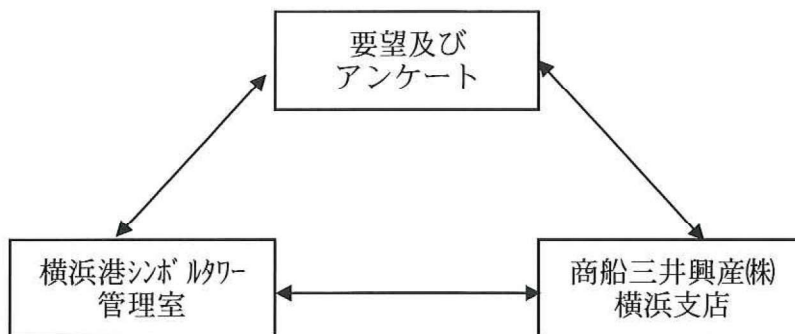 要望及び
アンケート
横浜港ｼﾝﾎﾞﾙﾀﾜｰ
管理室
商船三井興産㈱
横浜支店